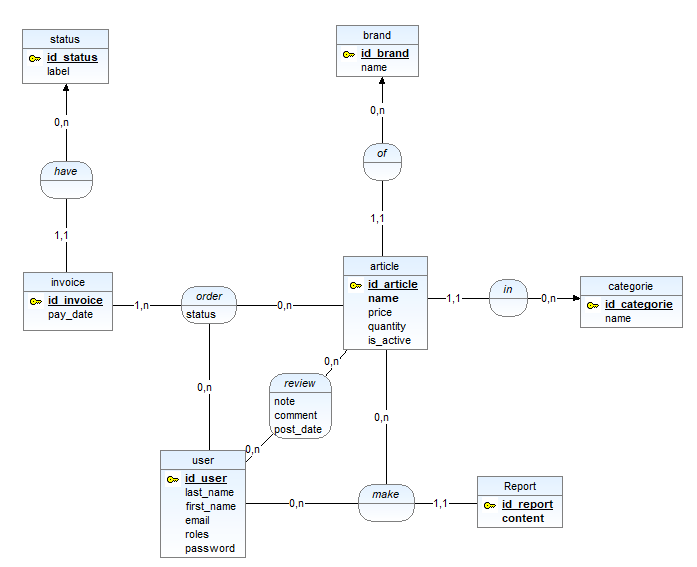 status
id_status
label
0,n
have
1,1
brand
id_brand
name
0,n
of
1,1
invoice
id_invoice
pay_date
1,n
order
status
0,n
article
id_article
name
price
quantity
is_active
1,1
in
0,n
categorie
id_categorie
name
0,n
review
note
comment
post_date
0,n
0,n
0,n
user
id_user
last_name
first_name
email
roles
password
0,n
make
1,1
Report
id_report
content